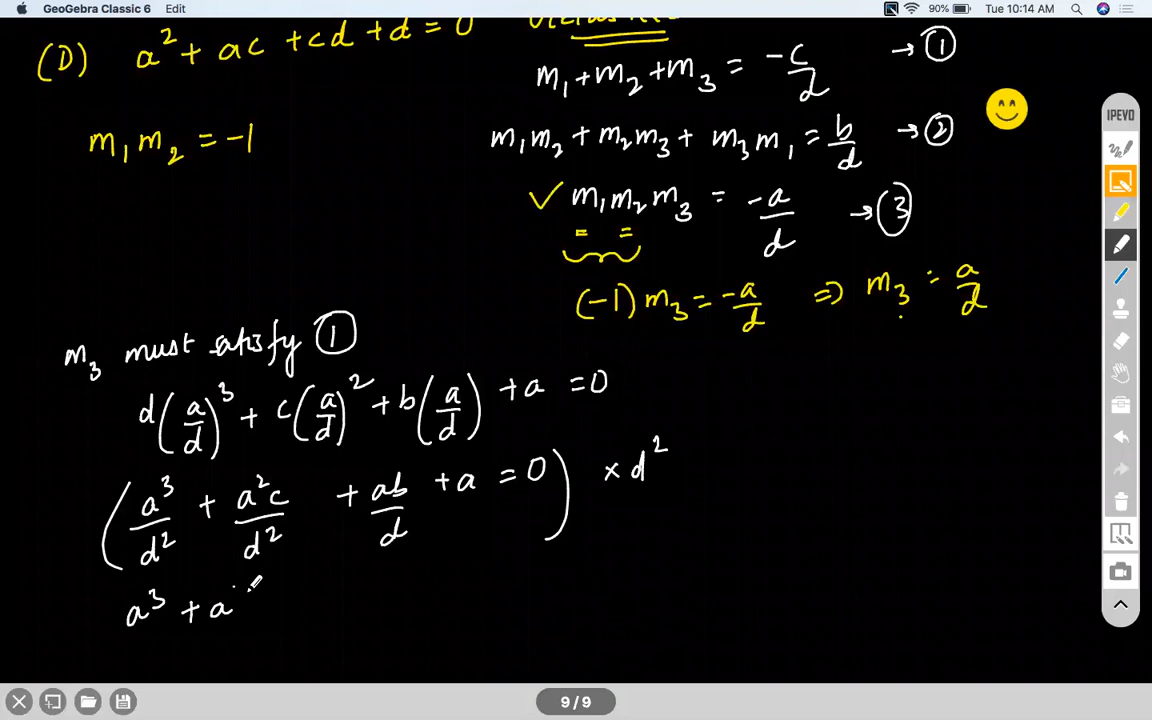 GeoGebra Classic 6 Edit 90% Tue 10:14 AM
(D) a² + ac + cd + d = 0
m₁ + m₂ + m₃ = -c/d → ①
IPEVO
m₁m₂ = -1
m₁m₂ + m₂m₃ + m₃m₁ = b/d → ②
✓ m₁m₂m₃ = -a/d → ③
(-1) m₃ = -a/d ⇒ m₃ = a/d
m₃ must satisfy ①
d(a/d)³ + c(a/d)² + b(a/d) + a = 0
(a³/d² + a²c/d² + ab/d + a = 0) × d²
a³ + a
9 / 9